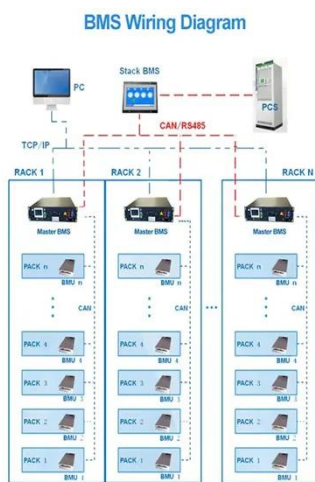 BMS Wiring Diagram
PC
Stack BMS
PCS
CAN/RS485
TCP/IP
RACK 1
RACK 2
RACK N
Master BMS
Master BMS
Master BMS
PACK n
BMU n
PACK n
BMU n
PACK n
BMU n
CAN
CAN
CAN
PACK 4
BMU 4
PACK 4
BMU 4
PACK 4
BMU 4
PACK 3
BMU 3
PACK 3
BMU 3
PACK 3
BMU 3
PACK 2
BMU 2
PACK 2
BMU 2
PACK 2
BMU 2
PACK 1
BMU 1
PACK 1
BMU 1
PACK 1
BMU 1